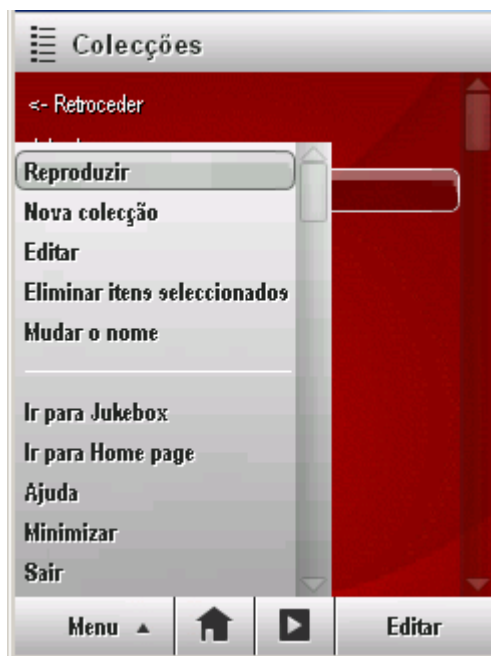 Colecções
<- Retroceder
Reproduzir
Nova colecção
Editar
Eliminar itens seleccionados
Mudar o nome
Ir para Jukebox
Ir para Home page
Ajuda
Minimizar
Sair
Menu
Editar